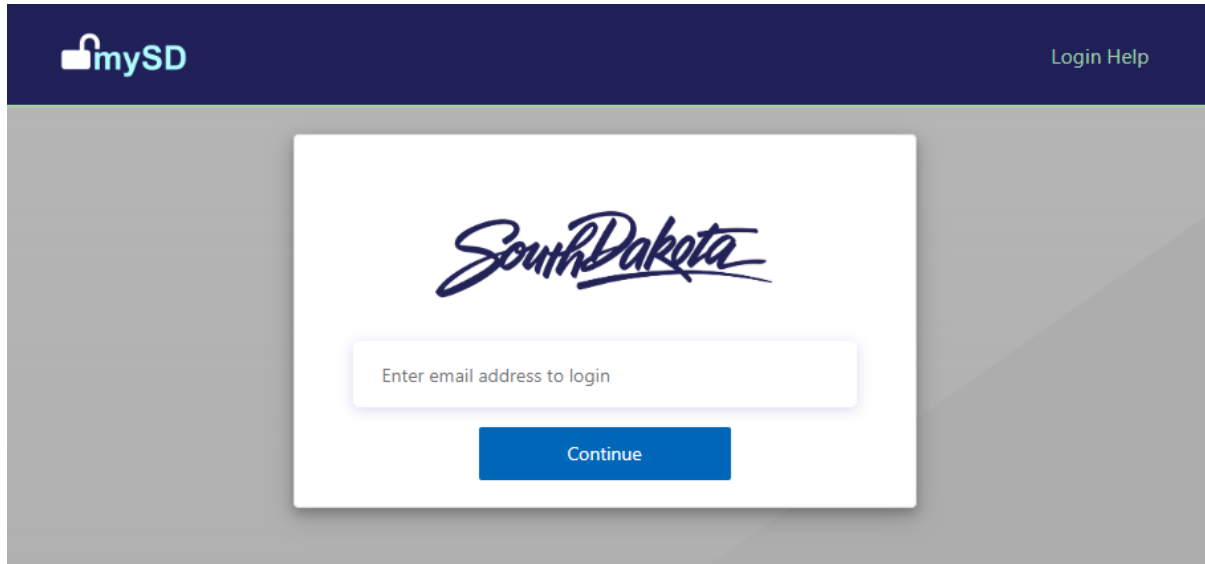 mySD
Login Help
SouthDakota
Enter email address to login
Continue